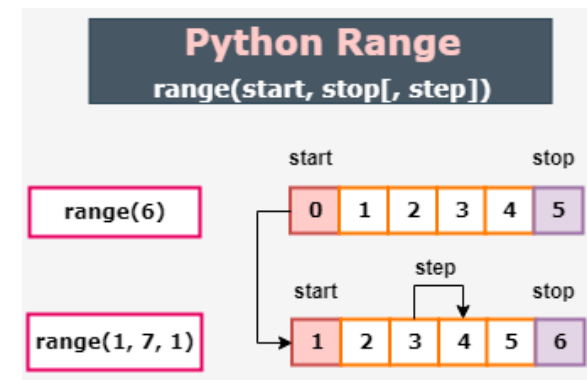 Python Range
range(start, stop[, step])
start stop
range(6) 0 1 2 3 4 5
step
start stop
range(1, 7, 1) 1 2 3 4 5 6